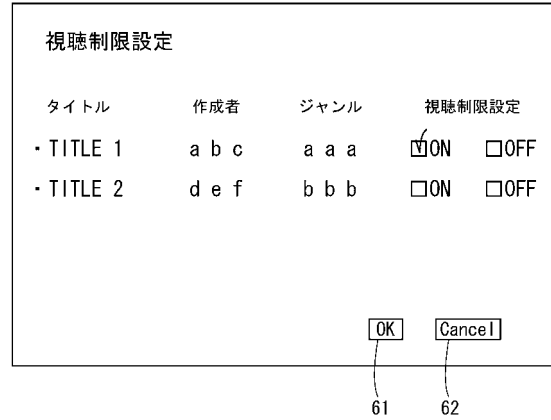 視聴制限設定
タイトル 作成者 ジャンル 視聴制限設定
・TITLE 1 a b c a a a ☑ON □OFF
・TITLE 2 d e f b b b □ON □OFF
OK Cancel
61 62